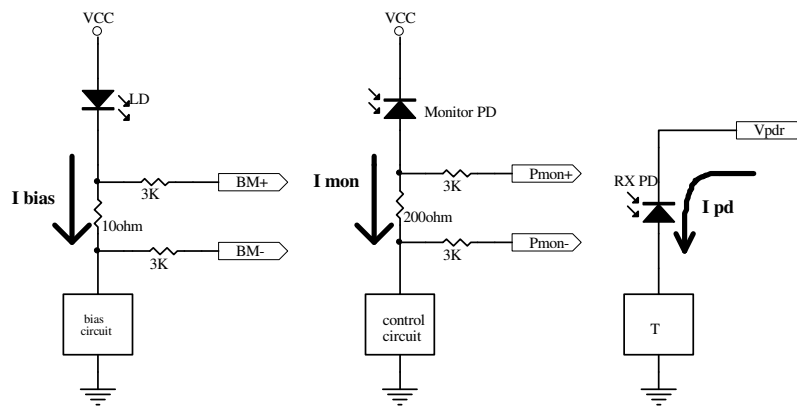 VCC
LD
I bias
3K
BM+
10ohm
3K
BM-
bias
circuit
VCC
Monitor PD
I mon
3K
Pmon+
200ohm
3K
Pmon-
control
circuit
Vpdr
RX PD
I pd
T